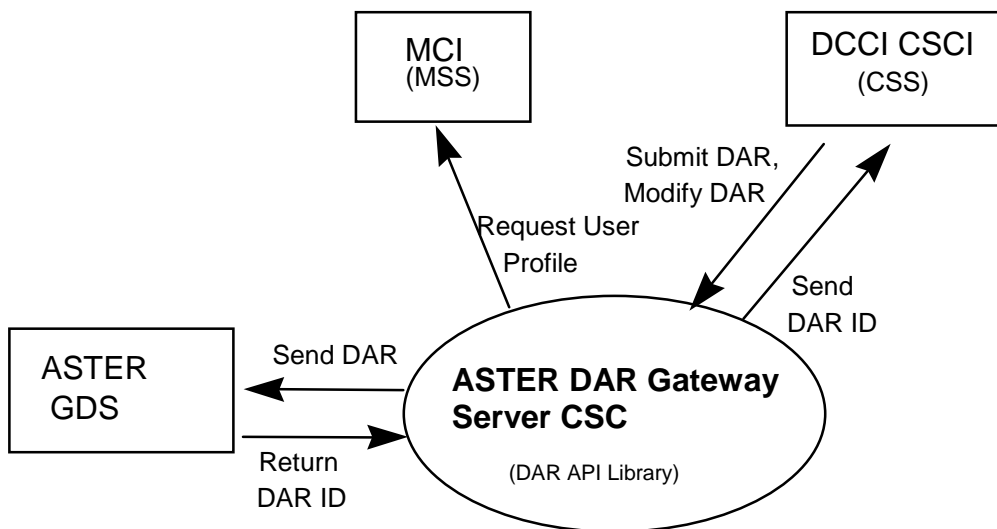 MCI
(MSS)
DCCI CSCI
(CSS)
Submit DAR,
Modify DAR
Request User
Profile
Send
DAR ID
ASTER
GDS
Send DAR
Return
DAR ID
ASTER DAR Gateway
Server CSC
(DAR API Library)